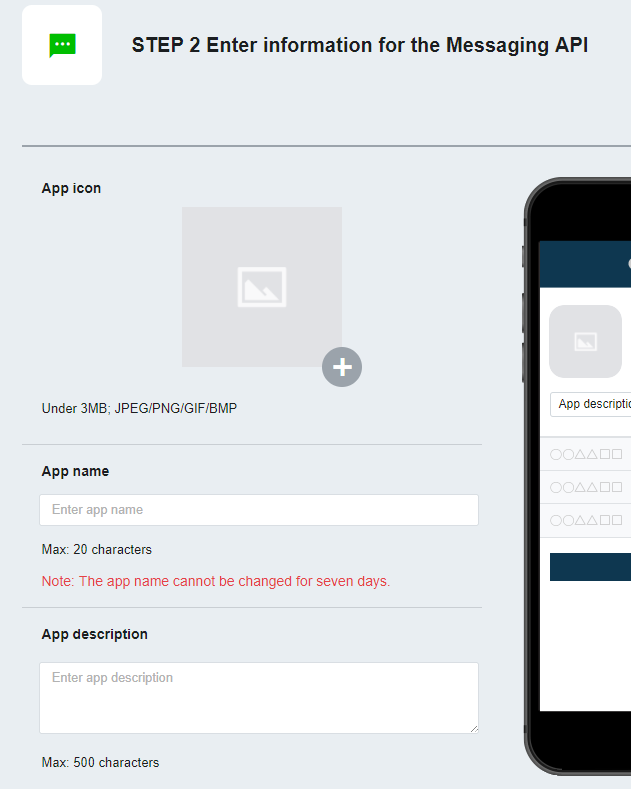 STEP 2 Enter information for the Messaging API
App icon
Under 3MB; JPEG/PNG/GIF/BMP
App name
Enter app name
Max: 20 characters
Note: The app name cannot be changed for seven days.
App description
Enter app description
Max: 500 characters
App descriptio
○○△△□□
○○△△□□
○○△△□□